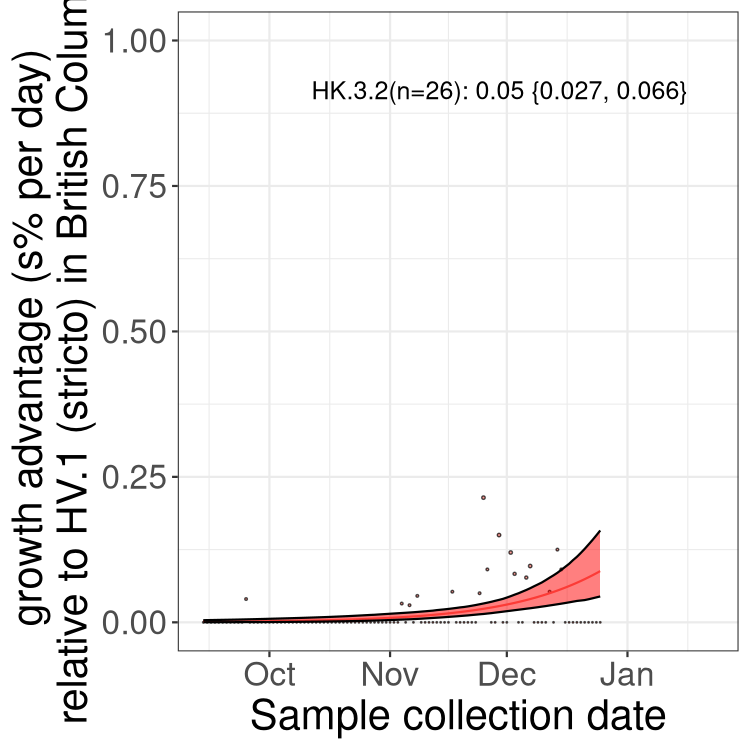 growth advantage (s% per day)
relative to HV.1 (stricto) in British Colum
1.00
0.75
0.50
0.25
0.00
HK.3.2(n=26): 0.05 {0.027, 0.066}
Oct Nov Dec Jan
Sample collection date